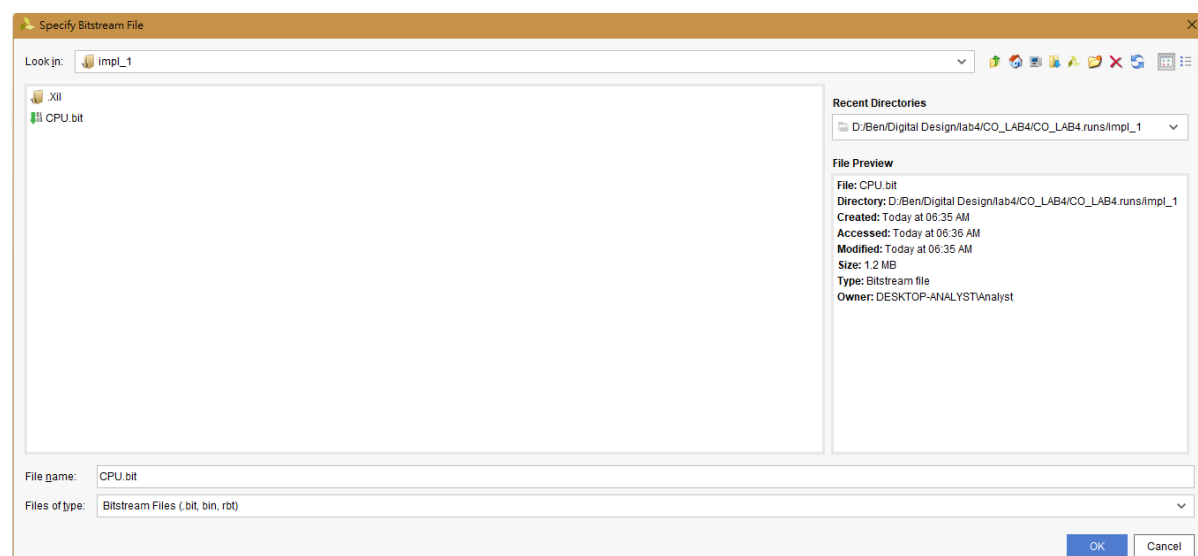 Specify Bitstream File
Look in: impl_1
.Xil
CPU.bit
Recent Directories
D:/Ben/Digital Design/lab4/CO_LAB4/CO_LAB4.runs/impl_1
File Preview
File: CPU.bit
Directory: D:/Ben/Digital Design/lab4/CO_LAB4/CO_LAB4.runs/impl_1
Created: Today at 06:35 AM
Accessed: Today at 06:36 AM
Modified: Today at 06:35 AM
Size: 1.2 MB
Type: Bitstream file
Owner: DESKTOP-ANALYST\Analyst
File name: CPU.bit
Files of type: Bitstream Files (.bit, bin, rbt)
OK Cancel